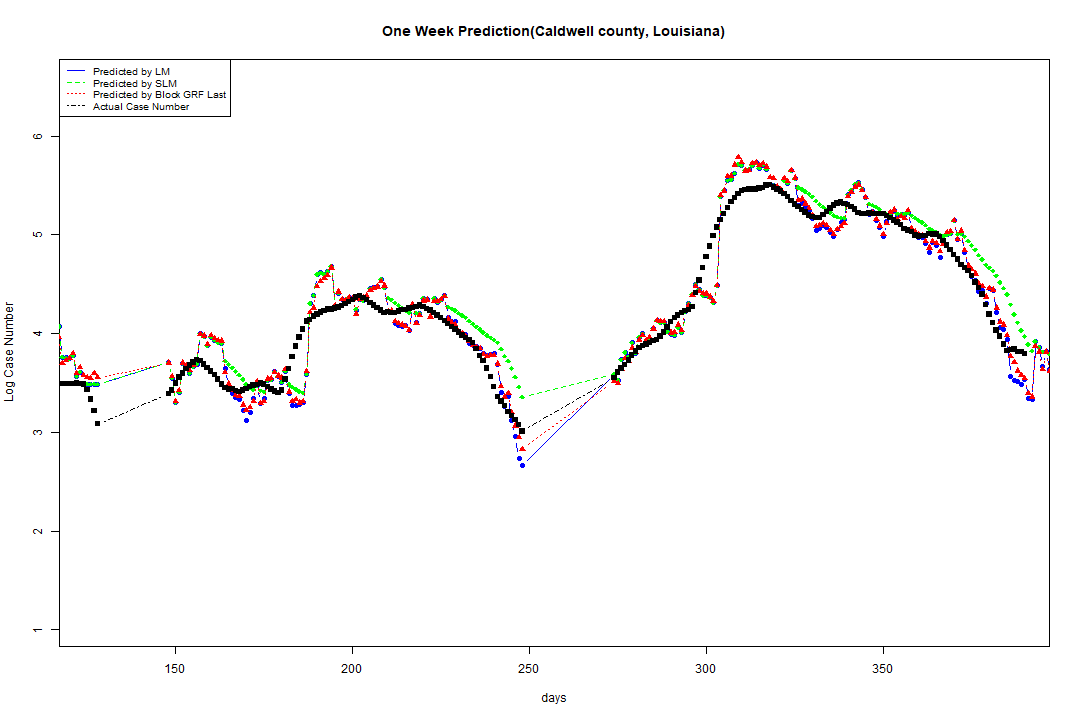 One Week Prediction(Caldwell county, Louisiana)
Predicted by LM
Predicted by SLM
Predicted by Block GRF Last
Actual Case Number
Log Case Number
6
5
4
3
2
1
150 200 250 300 350
days